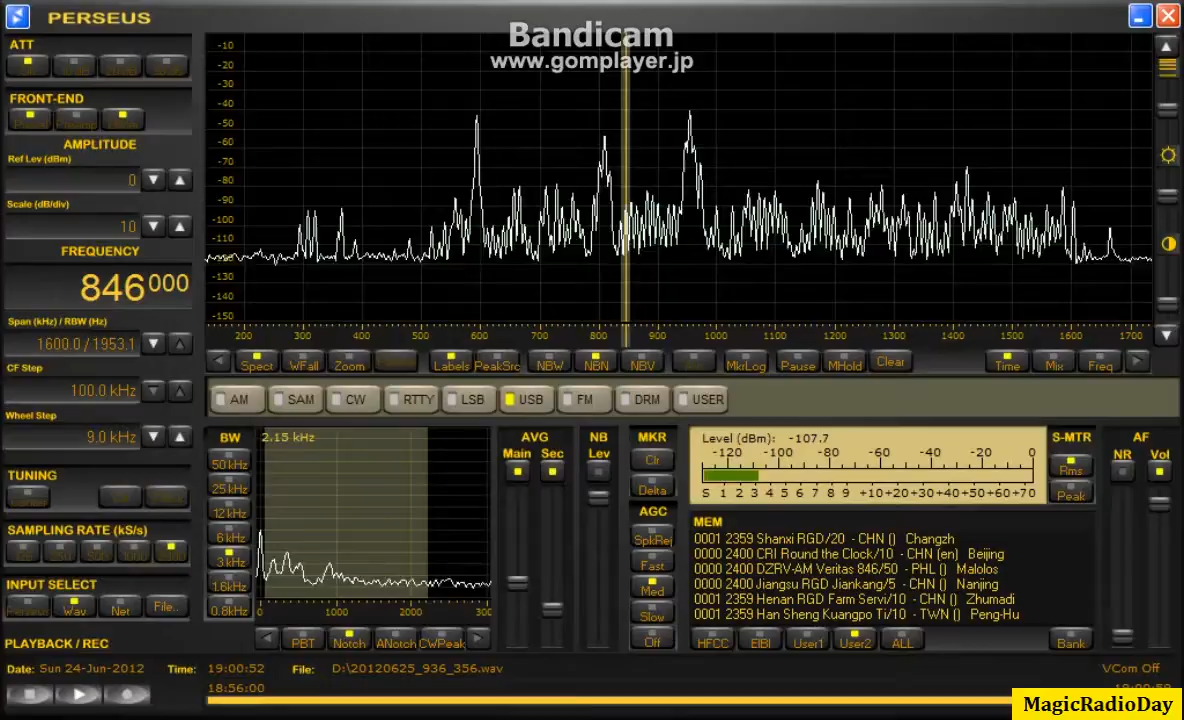 PERSEUS
Bandicam
www.gomplayer.jp
ATT
FRONT-END
AMPLITUDE
Ref Lev (dBm)
0
Scale (dB/div)
10
FREQUENCY
846000
Span (kHz) / RBW (Hz)
1600.0 / 1953.1
CF Step
100.0 kHz
Wheel Step
9.0 kHz
TUNING
SAMPLING RATE (kS/s)
INPUT SELECT
Perseus Wav Net File..
PLAYBACK / REC
-10
-20
-30
-40
-50
-60
-70
-80
-90
-100
-110
-120
-130
-140
-150
200 300 400 500 600 700 800 900 1000 1100 1200 1300 1400 1500 1600 1700
Spect WFall Zoom Labels PeakSrc NBW NBN NBV MkrLog Pause MHold Clear Time Mix Freq
AM SAM CW RTTY LSB USB FM DRM USER
BW
50 kHz
25 kHz
12 kHz
6 kHz
3 kHz
1.6kHz
0.8kHz
2.15 kHz
0 1000 2000 300
PBT Notch ANotch CWPeak
AVG
Main Sec
NB
Lev
MKR
Clr
Delta
AGC
SpkRej
Fast
Med
Slow
Off
Level (dBm): -107.7
-120 -100 -80 -60 -40 -20 0
S 1 2 3 4 5 6 7 8 9 +10+20+30+40+50+60+70
S-MTR
Rms
Peak
AF
NR Vol
MEM
0001 2359 Shanxi RGD/20 - CHN () Changzh
0000 2400 CRI Round the Clock/10 - CHN (en) Beijing
0000 2400 DZRV-AM Veritas 846/50 - PHL () Malolos
0000 2400 Jiangsu RGD Jiankang/5 - CHN () Nanjing
0001 2359 Henan RGD Farm Servi/10 - CHN () Zhumadi
0001 2359 Han Sheng Kuangpo Ti/10 - TWN () Peng-Hu
HFCC EIBI User1 User2 ALL Bank
Date: Sun 24-Jun-2012 Time: 19:00:52 File: D:\20120625_936_356.wav VCom Off
18:56:00
MagicRadioDay